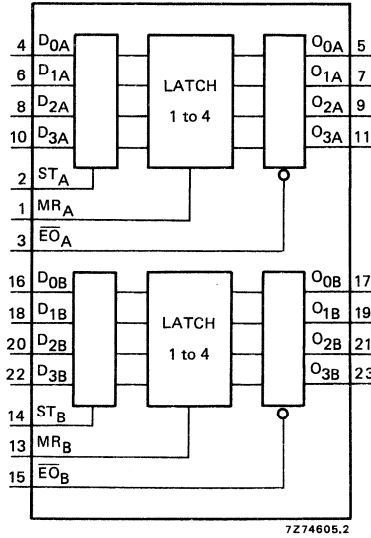 4 D0A O0A 5
6 D1A LATCH O1A 7
8 D2A 1 to 4 O2A 9
10 D3A O3A 11
2 STA
1 MRA
3 E̅O̅A
16 D0B O0B 17
18 D1B LATCH O1B 19
20 D2B 1 to 4 O2B 21
22 D3B O3B 23
14 STB
13 MRB
15 E̅O̅B
7Z74605.2